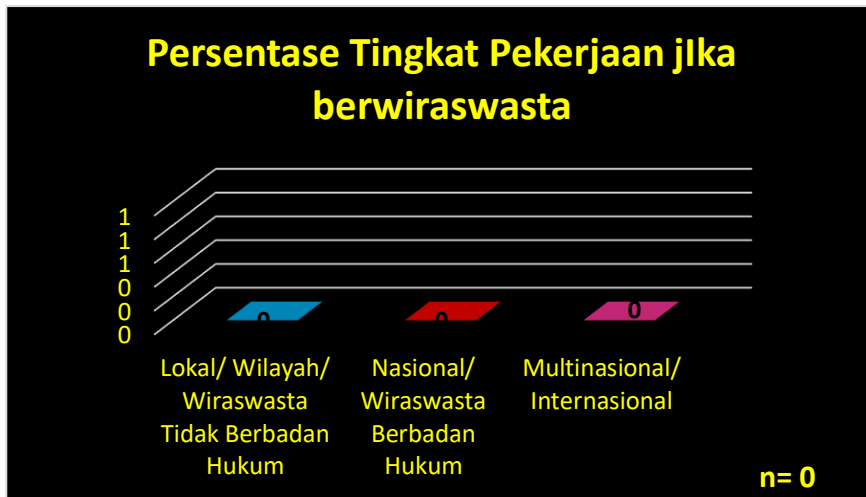 Persentase Tingkat Pekerjaan jIka
berwiraswasta
1
1
1
0
0
0
0
0
0
Lokal/ Wilayah/
Wiraswasta
Tidak Berbadan
Hukum
Nasional/
Wiraswasta
Berbadan
Hukum
Multinasional/
Internasional
n= 0